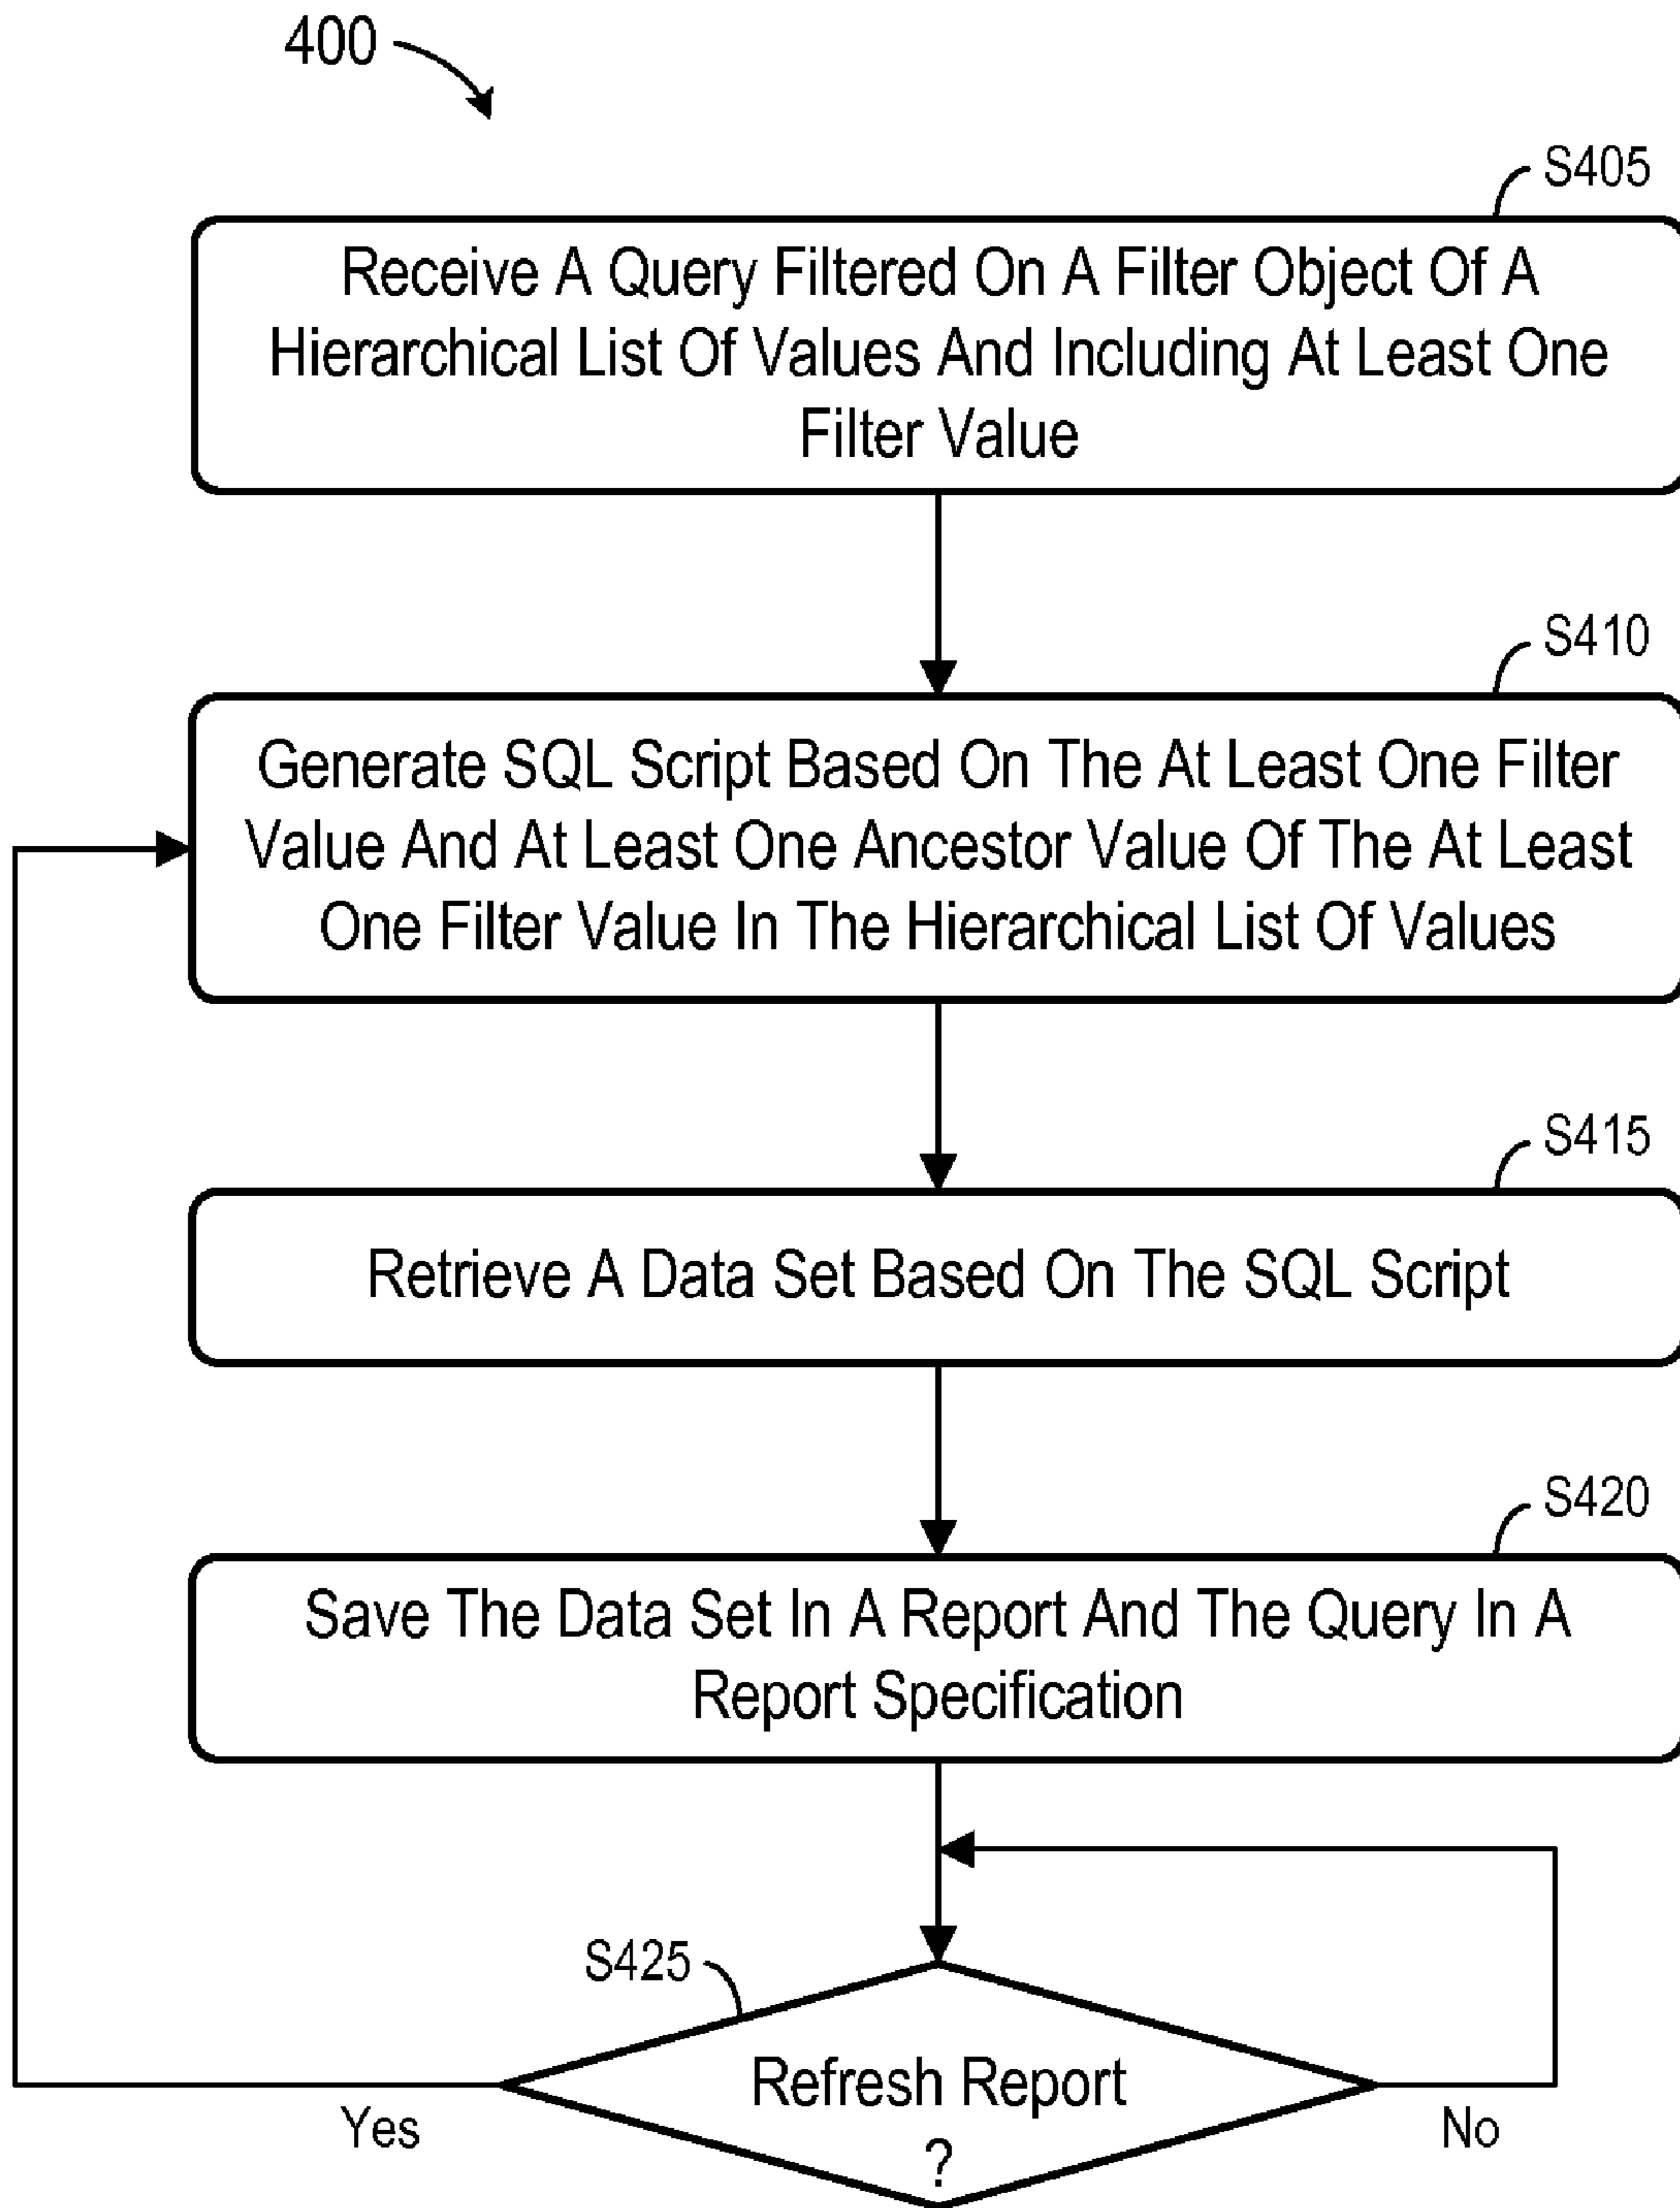 400
S405
Receive A Query Filtered On A Filter Object Of A
Hierarchical List Of Values And Including At Least One
Filter Value
S410
Generate SQL Script Based On The At Least One Filter
Value And At Least One Ancestor Value Of The At Least
One Filter Value In The Hierarchical List Of Values
S415
Retrieve A Data Set Based On The SQL Script
S420
Save The Data Set In A Report And The Query In A
Report Specification
S425
Refresh Report
?
Yes
No